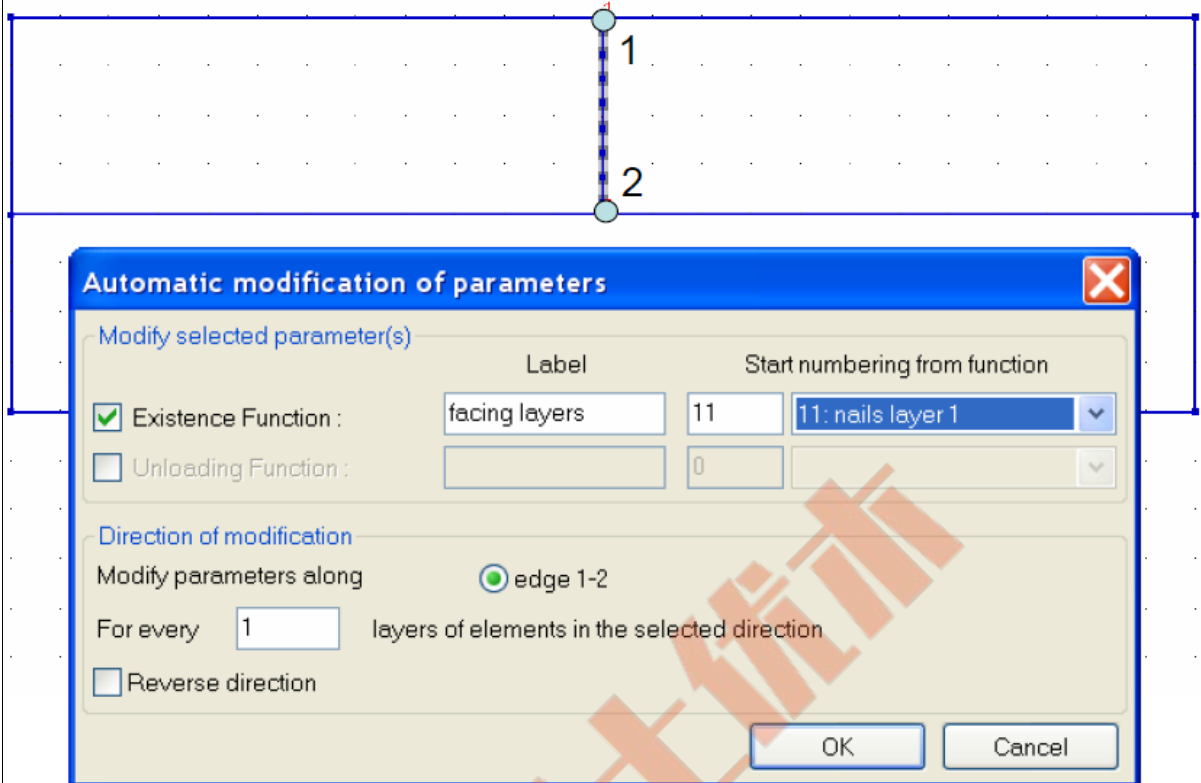 1
2
Automatic modification of parameters
Modify selected parameter(s)
Label Start numbering from function
Existence Function : facing layers 11 11: nails layer 1
Unloading Function : 0
Direction of modification
Modify parameters along edge 1-2
For every 1 layers of elements in the selected direction
Reverse direction
OK Cancel